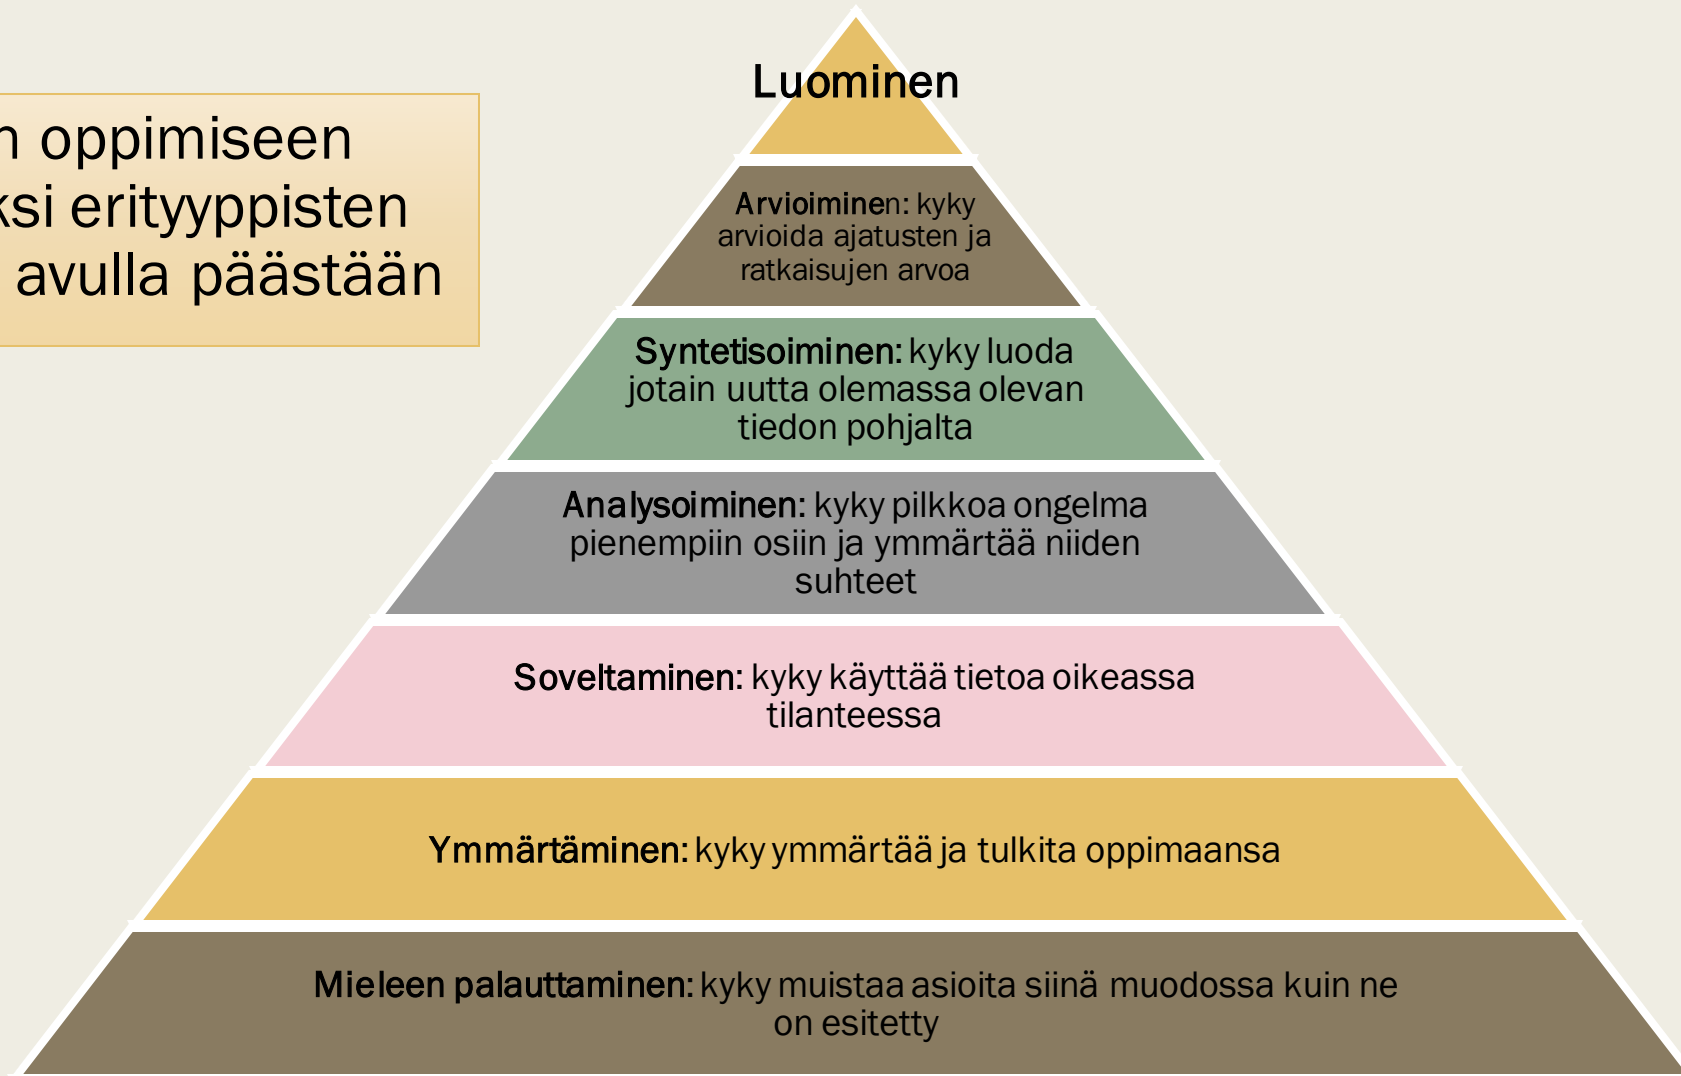 n oppimiseen
ksi erityyppisten
avulla päästään
Luominen
Arvioiminen: kyky
arvioida ajatusten ja
ratkaisujen arvoa
Syntetisoiminen: kyky luoda
jotain uutta olemassa olevan
tiedon pohjalta
Analysoiminen: kyky pilkkoa ongelma
pienempiin osiin ja ymmärtää niiden
suhteet
Soveltaminen: kyky käyttää tietoa oikeassa
tilanteessa
Ymmärtäminen: kyky ymmärtää ja tulkita oppimaansa
Mieleen palauttaminen: kyky muistaa asioita siinä muodossa kuin ne
on esitetty